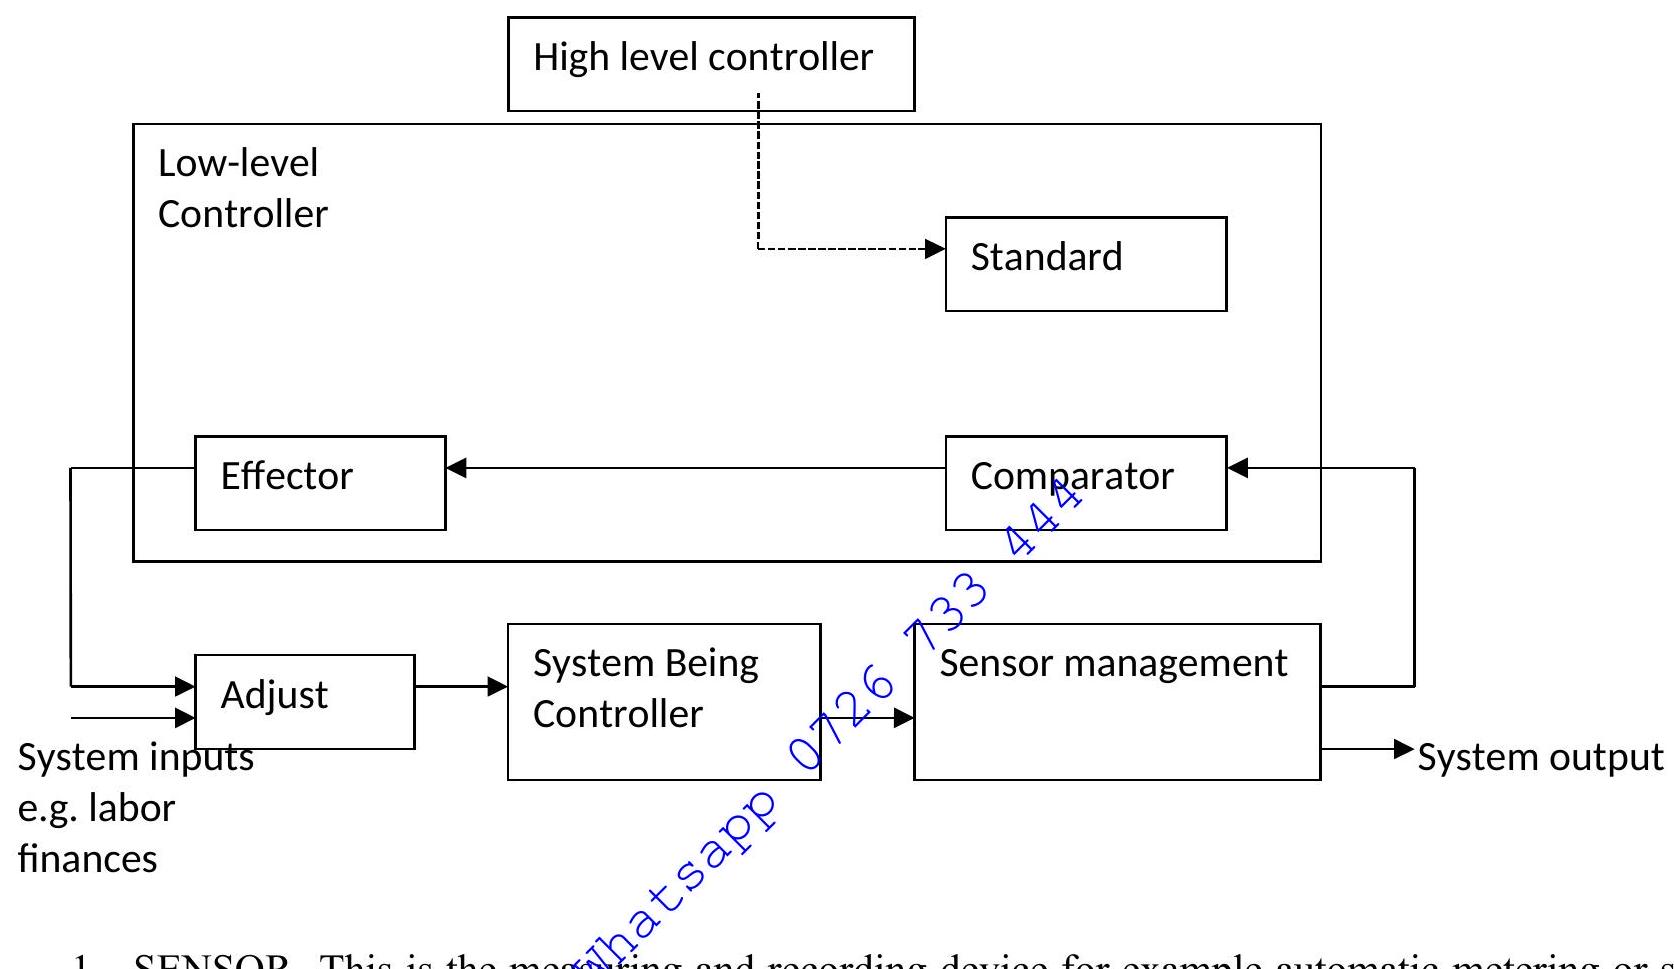 High level controller
Low-level
Controller
Standard
Effector
Comparator
System Being
Controller
Sensor management
Adjust
System inputs
e.g. labor
finances
System output
Whatsapp 0726 733 444
1. SENSOR This is the measuring and recording device for example automatic metering or a